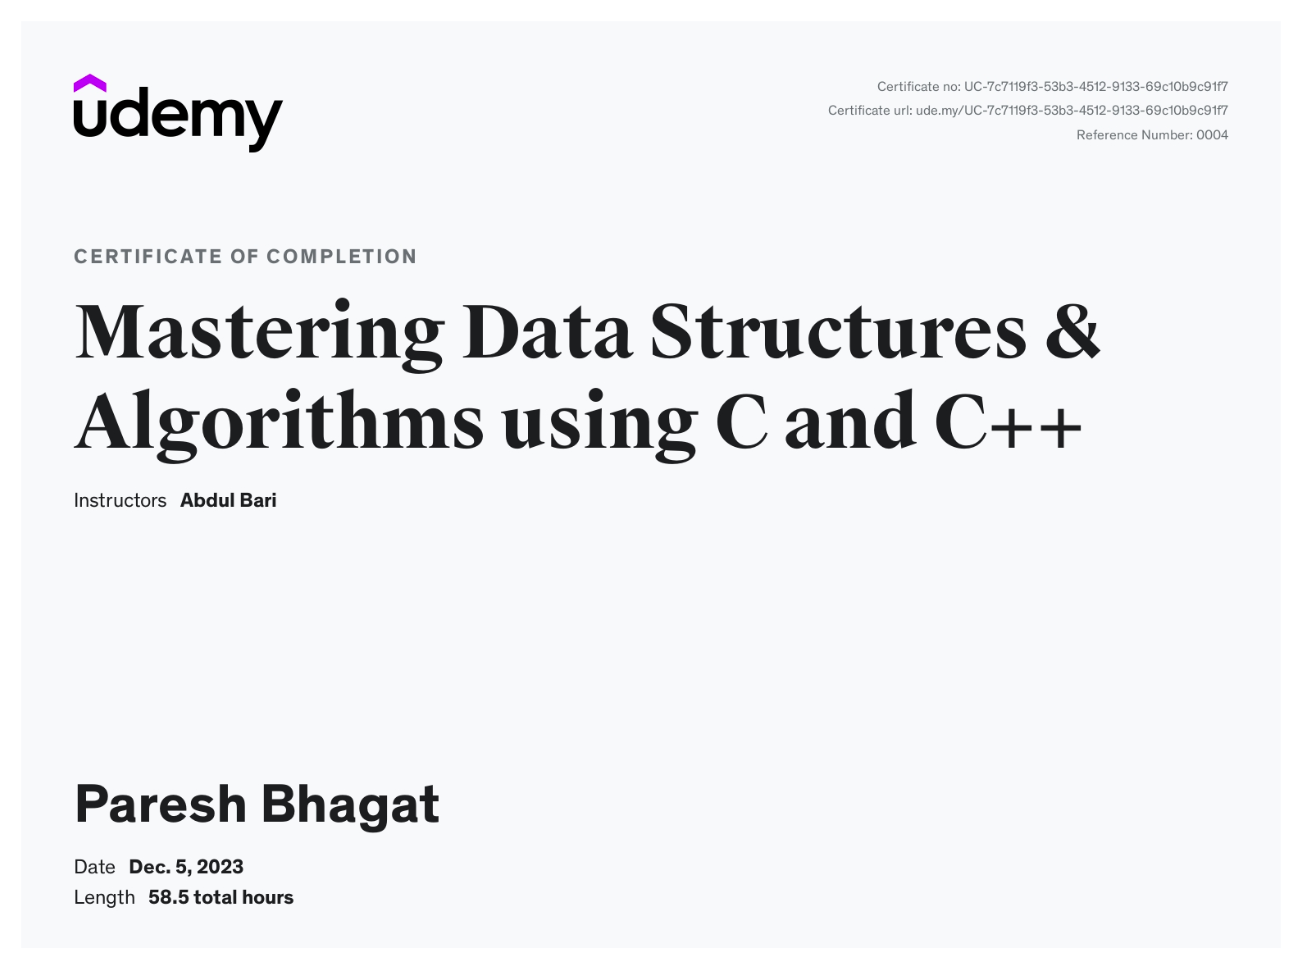 udemy
Certificate no: UC-7c7119f3-53b3-4512-9133-69c10b9c91f7
Certificate url: ude.my/UC-7c7119f3-53b3-4512-9133-69c10b9c91f7
Reference Number: 0004
CERTIFICATE OF COMPLETION
Mastering Data Structures &
Algorithms using C and C++
Instructors Abdul Bari
Paresh Bhagat
Date Dec. 5, 2023
Length 58.5 total hours